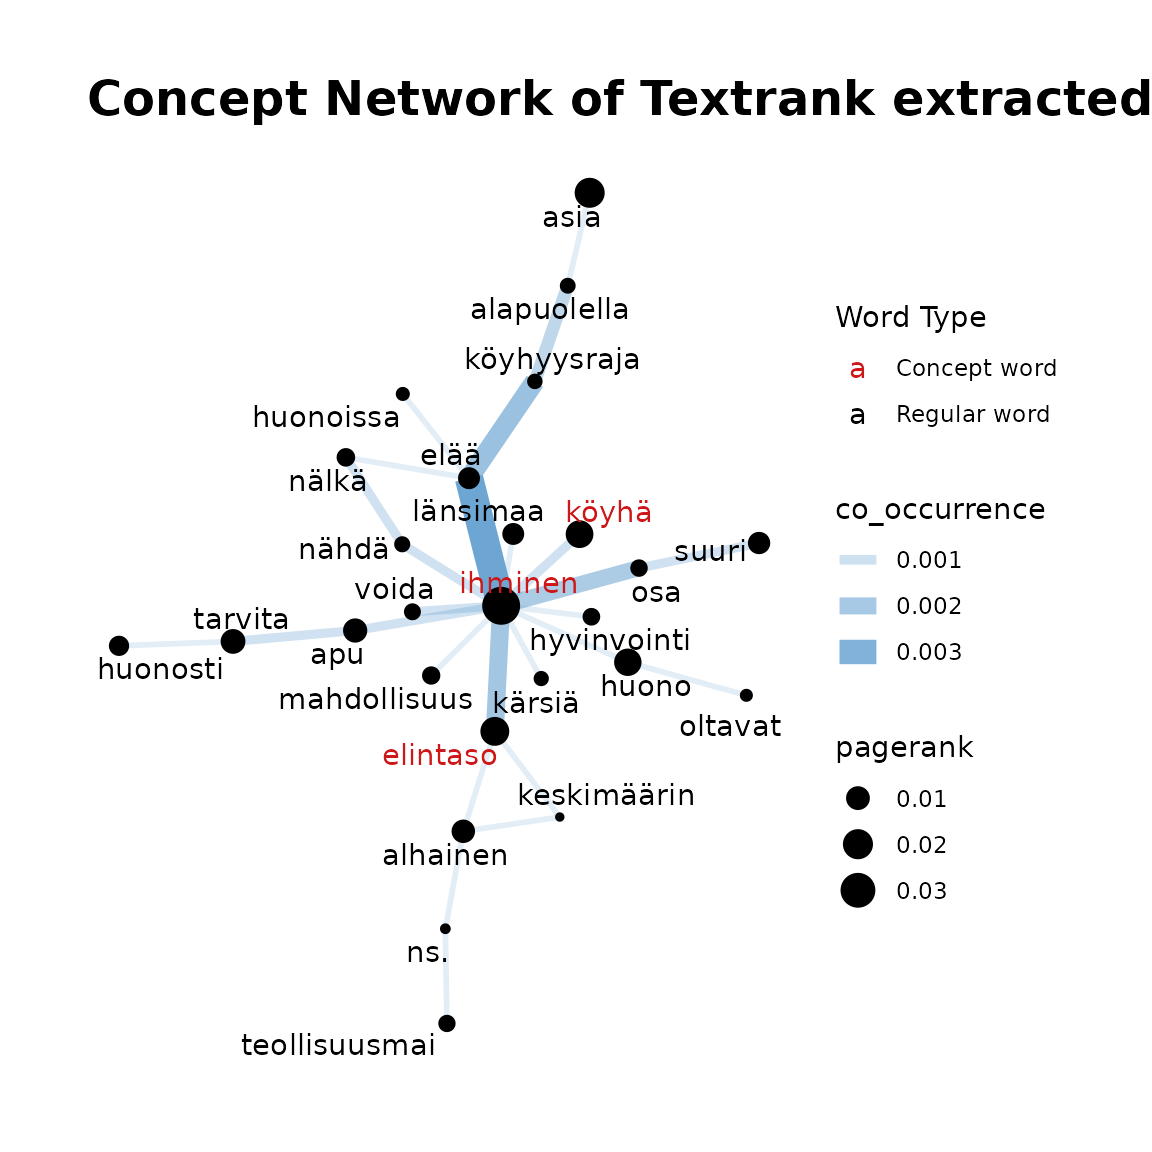 Concept Network of Textrank extracted
asia
alapuolella
köyhyysraja
huonoissa
elää
nälkä
länsimaa
köyhä
nähdä
suuri
ihminen
voida
osa
tarvita
hyvinvointi
apu
huonosti
huono
mahdollisuus
kärsiä
oltavat
elintaso
keskimäärin
alhainen
ns.
teollisuusmai
Word Type
a Concept word
a Regular word
co_occurrence
0.001
0.002
0.003
pagerank
0.01
0.02
0.03